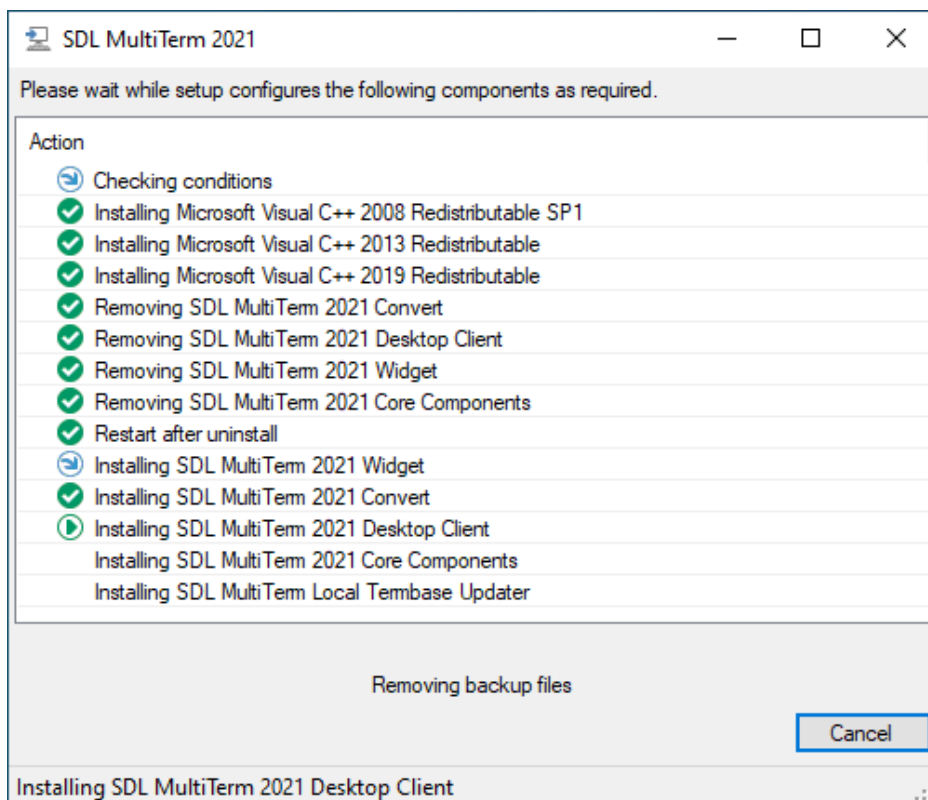 SDL MultiTerm 2021
Please wait while setup configures the following components as required.
Action
Checking conditions
Installing Microsoft Visual C++ 2008 Redistributable SP1
Installing Microsoft Visual C++ 2013 Redistributable
Installing Microsoft Visual C++ 2019 Redistributable
Removing SDL MultiTerm 2021 Convert
Removing SDL MultiTerm 2021 Desktop Client
Removing SDL MultiTerm 2021 Widget
Removing SDL MultiTerm 2021 Core Components
Restart after uninstall
Installing SDL MultiTerm 2021 Widget
Installing SDL MultiTerm 2021 Convert
Installing SDL MultiTerm 2021 Desktop Client
Installing SDL MultiTerm 2021 Core Components
Installing SDL MultiTerm Local Termbase Updater
Removing backup files
Cancel
Installing SDL MultiTerm 2021 Desktop Client